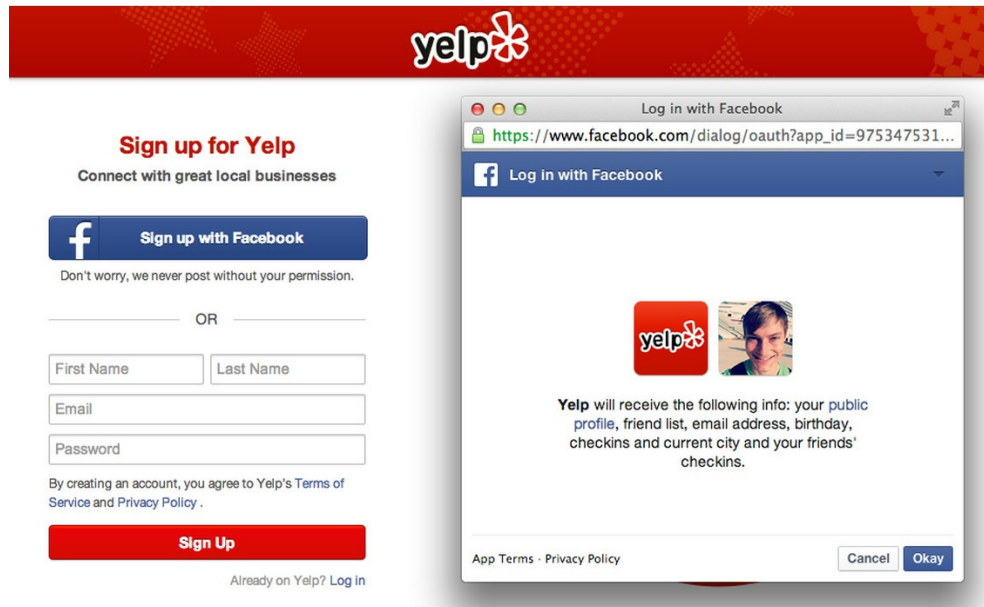 yelp
Sign up for Yelp
Connect with great local businesses
f Sign up with Facebook
Don't worry, we never post without your permission.
OR
First Name Last Name
Email
Password
By creating an account, you agree to Yelp's Terms of
Service and Privacy Policy .
Sign Up
Already on Yelp? Log in
Log in with Facebook
https://www.facebook.com/dialog/oauth?app_id=975347531...
f Log in with Facebook
yelp
Yelp will receive the following info: your public
profile, friend list, email address, birthday,
checkins and current city and your friends'
checkins.
App Terms - Privacy Policy Cancel Okay